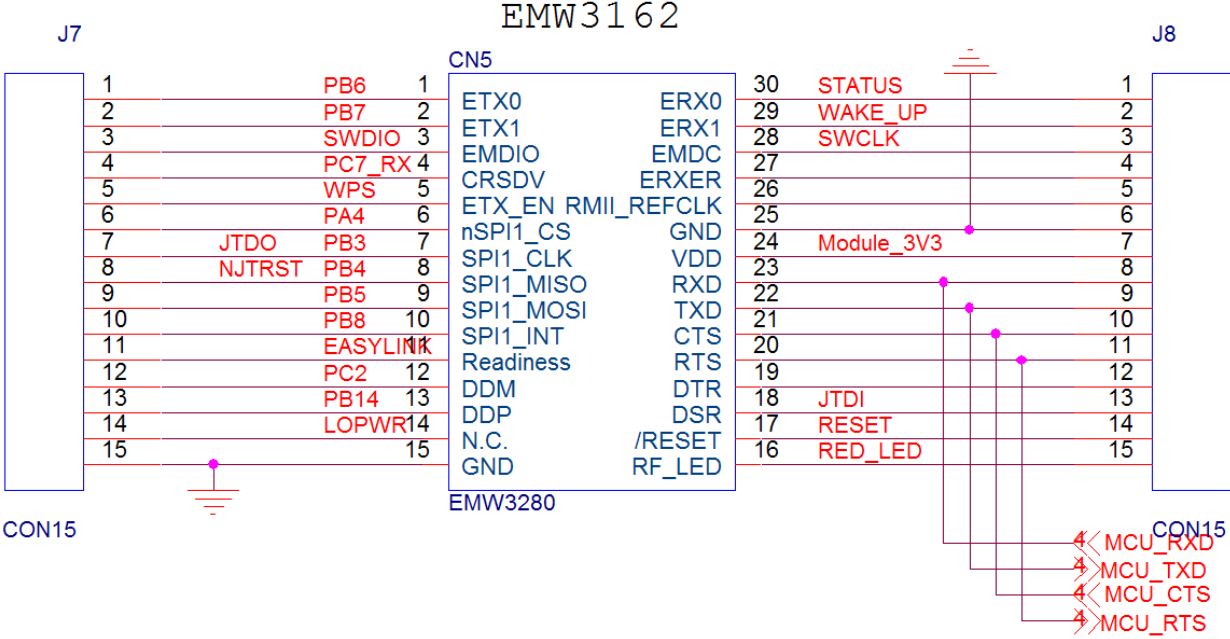 EMW3162
J7 J8
CN5
1 PB6 1 ETX0 ERX0 30 STATUS 1
2 PB7 2 ETX1 ERX1 29 WAKE_UP 2
3 SWDIO 3 EMDIO EMDC 28 SWCLK 3
4 PC7_RX 4 CRSDV ERXER 27 4
5 WPS 5 ETX_EN RMII_REFCLK 26 5
6 PA4 6 nSPI1_CS GND 25 6
7 JTDO PB3 7 SPI1_CLK VDD 24 Module_3V3 7
8 NJTRST PB4 8 SPI1_MISO RXD 23 8
9 PB5 9 SPI1_MOSI TXD 22 9
10 PB8 10 SPI1_INT CTS 21 10
11 EASYLINK 11 Readiness RTS 20 11
12 PC2 12 DDM DTR 19 12
13 PB14 13 DDP DSR 18 JTDI 13
14 LOPWR 14 N.C. /RESET 17 RESET 14
15 15 GND RF_LED 16 RED_LED 15
EMW3280
CON15 CON15
4 MCU_RXD
4 MCU_TXD
4 MCU_CTS
4 MCU_RTS